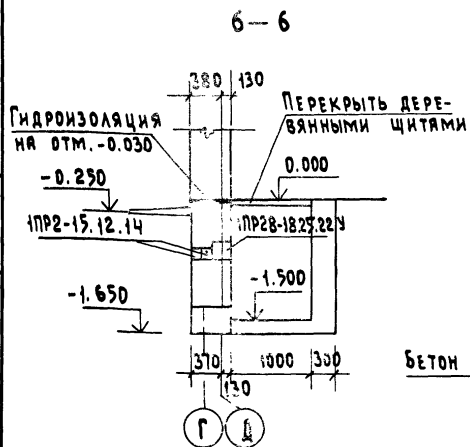 6 — 6
380 130
ГИДРОИЗОЛЯЦИЯ
НА ОТМ. -0.030
ПЕРЕКРЫТЬ ДЕРЕ-
ВЯННЫМИ ЩИТАМИ
0.000
-0.250
1ПР2-15.12.14
1ПР28-18.25.22У
-1.500
-1.650
370 1000 300
130
БЕТОН
Г Д